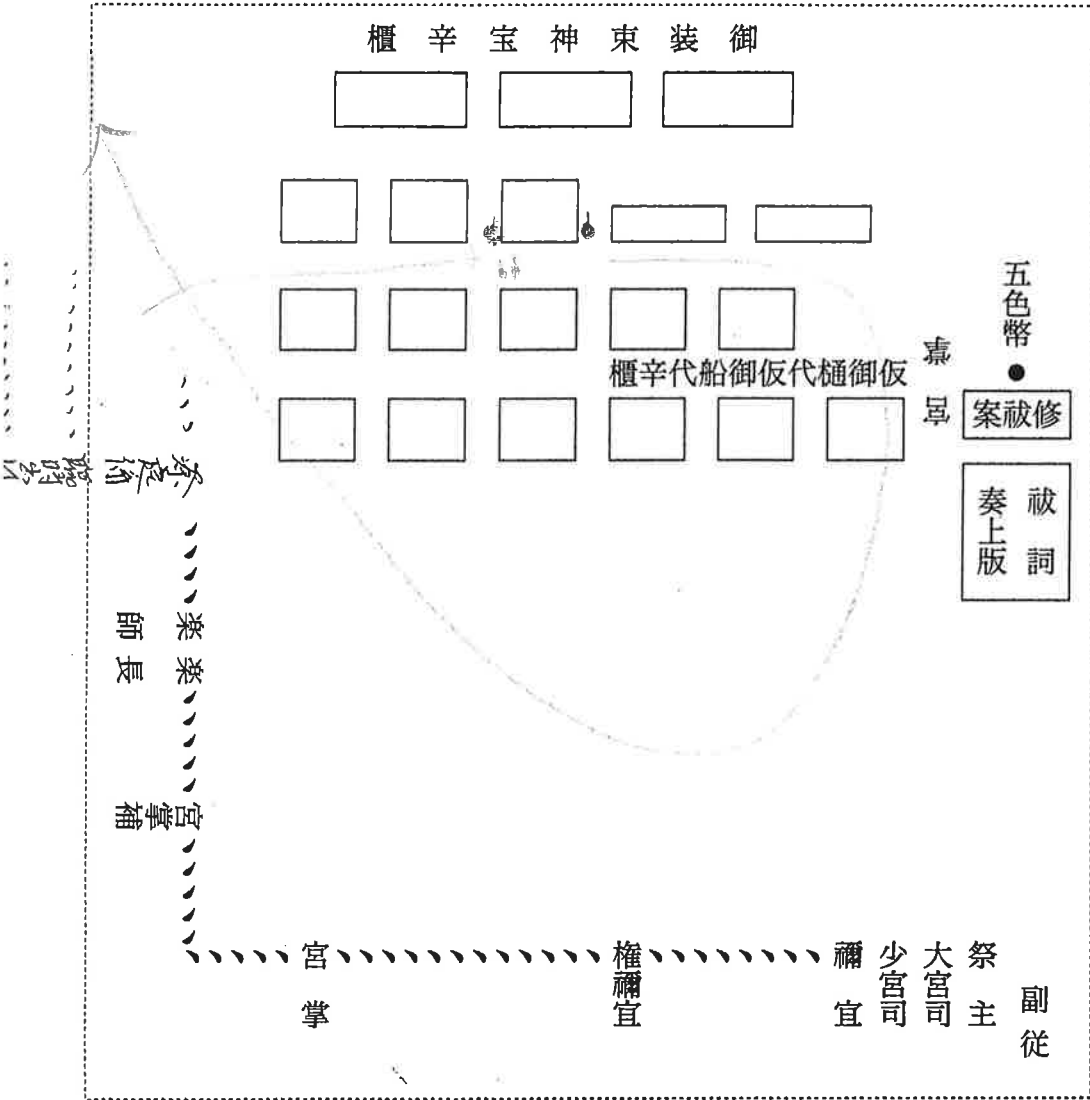 御装束神宝辛櫃
五色幣
修祓案
祓詞
奏上版
仮御樋代仮御船代辛櫃
宮掌
楽長
楽師
宮掌補
副従
祭主
大宮司
少宮司
禰宜
権禰宜
宮掌